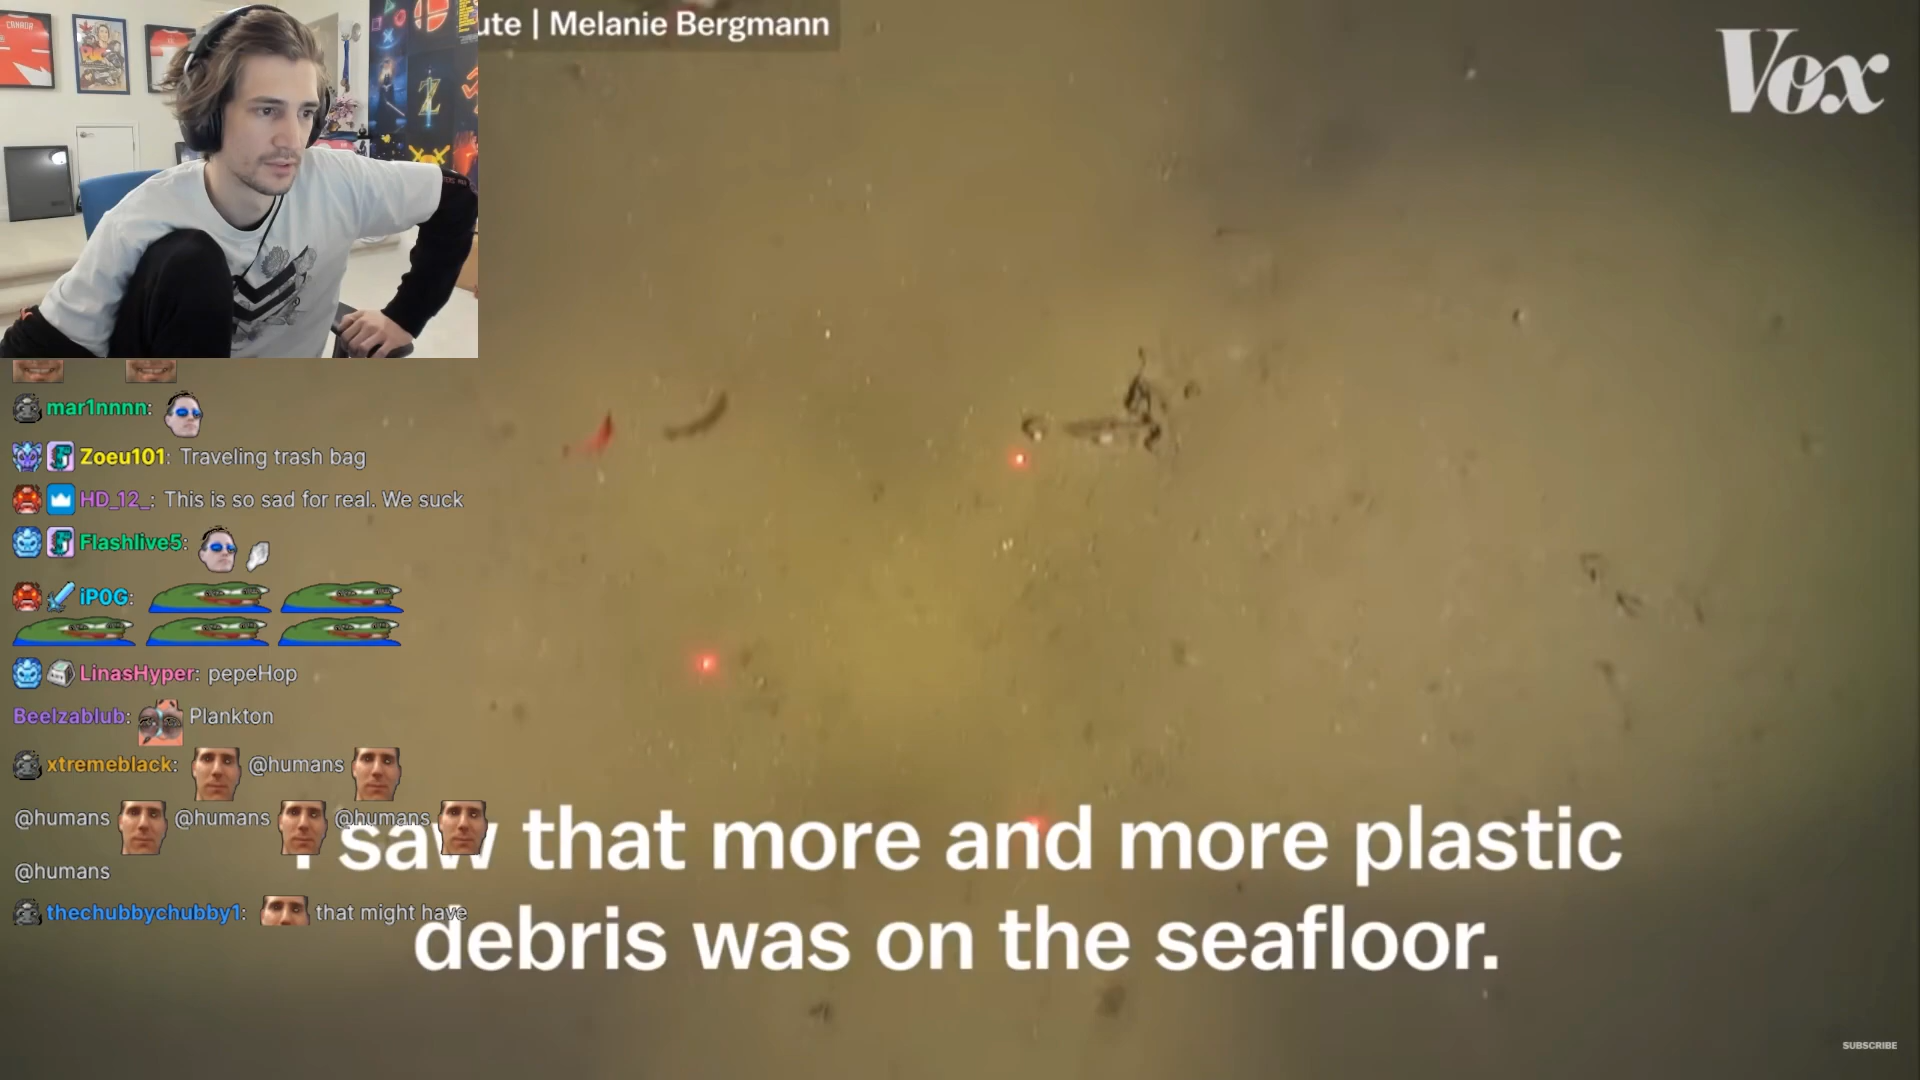 ute | Melanie Bergmann
Vox
CANADA
mar1nnnn:
Zoeu101: Traveling trash bag
HD_12_: This is so sad for real. We suck
Flashlive5:
iP0G:
LinasHyper: pepeHop
Beelzablub: Plankton
xtremeblack: @humans
@humans @humans @humans
@humans
thechubbychubby1: that might have
I saw that more and more plastic
debris was on the seafloor.
SUBSCRIBE